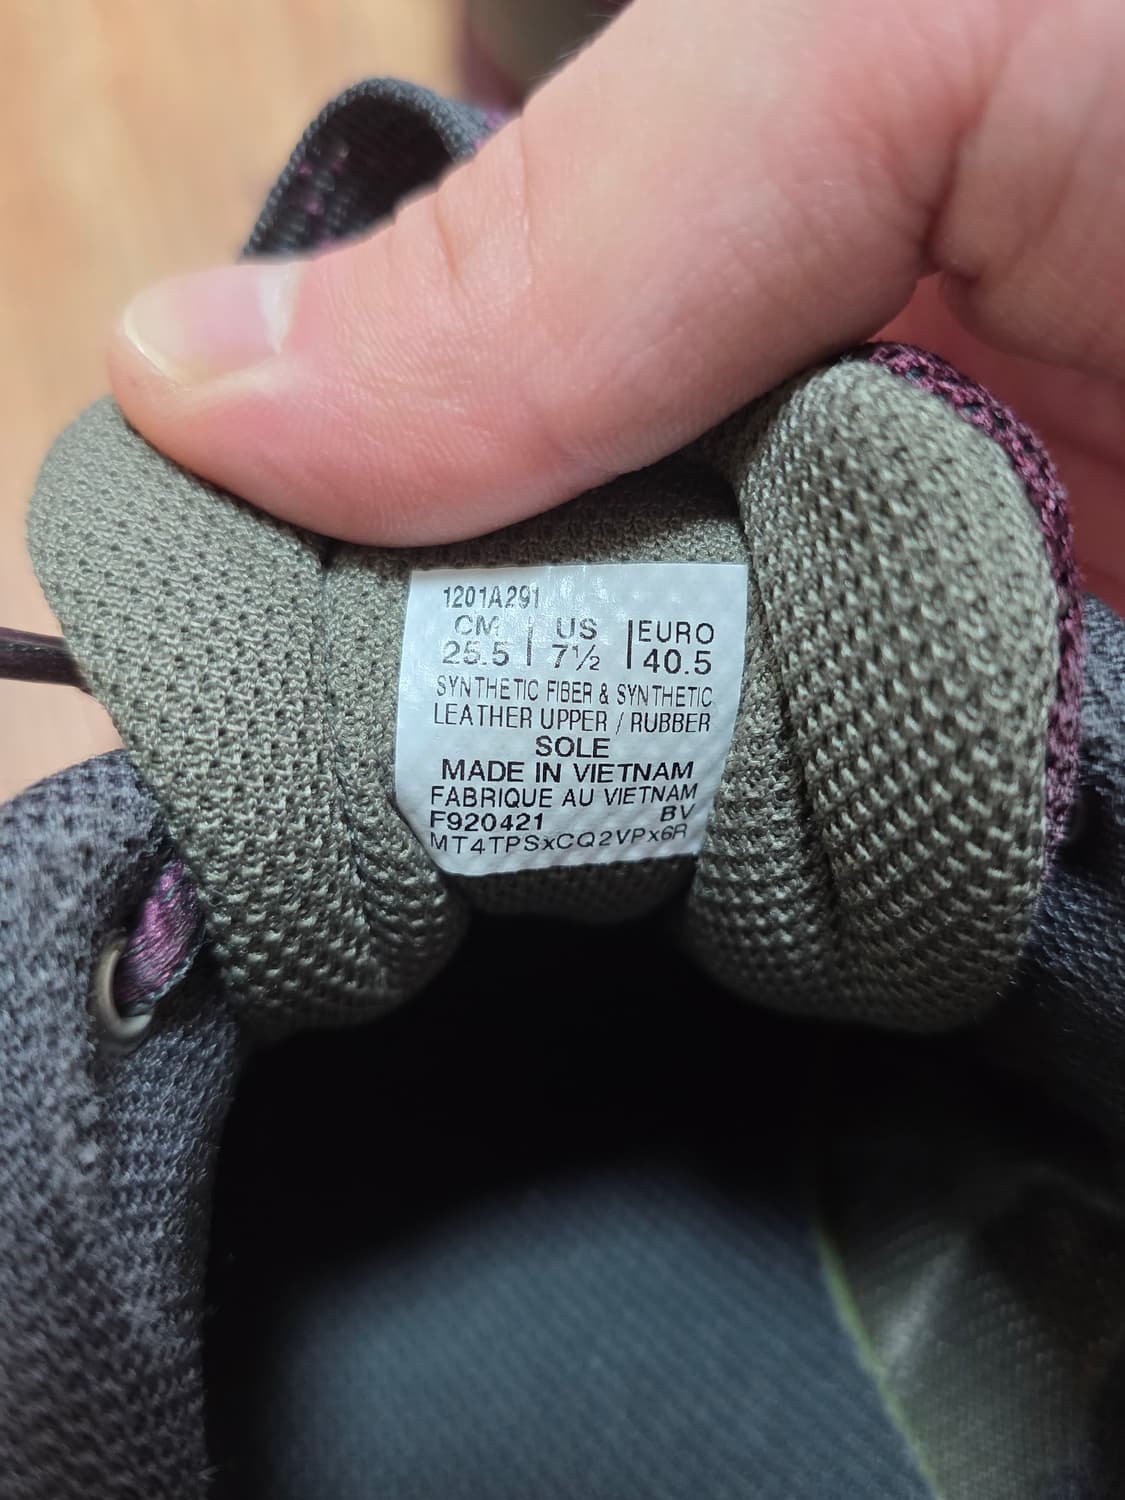 1201A291
CM | US | EURO
25.5 | 7½ | 40.5
SYNTHETIC FIBER & SYNTHETIC
LEATHER UPPER / RUBBER
SOLE
MADE IN VIETNAM
FABRIQUE AU VIETNAM
F920421 BV
MT4TPSxCQ2VPx6R